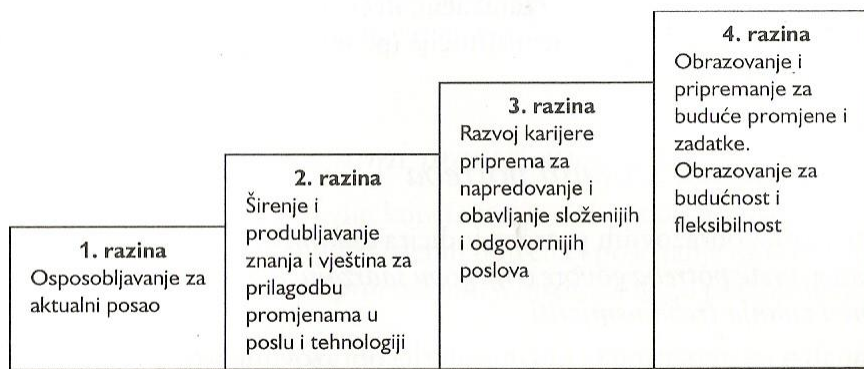 1. razina
Osposobljavanje za
aktualni posao
2. razina
Širenje i
produbljavanje
znanja i vještina za
prilagodbu
promjenama u
poslu i tehnologiji
3. razina
Razvoj karijere
priprema za
napredovanje i
obavljanje složenijih
i odgovornijih
poslova
4. razina
Obrazovanje i
pripremanje za
buduće promjene i
zadatke.
Obrazovanje za
budućnost i
fleksibilnost